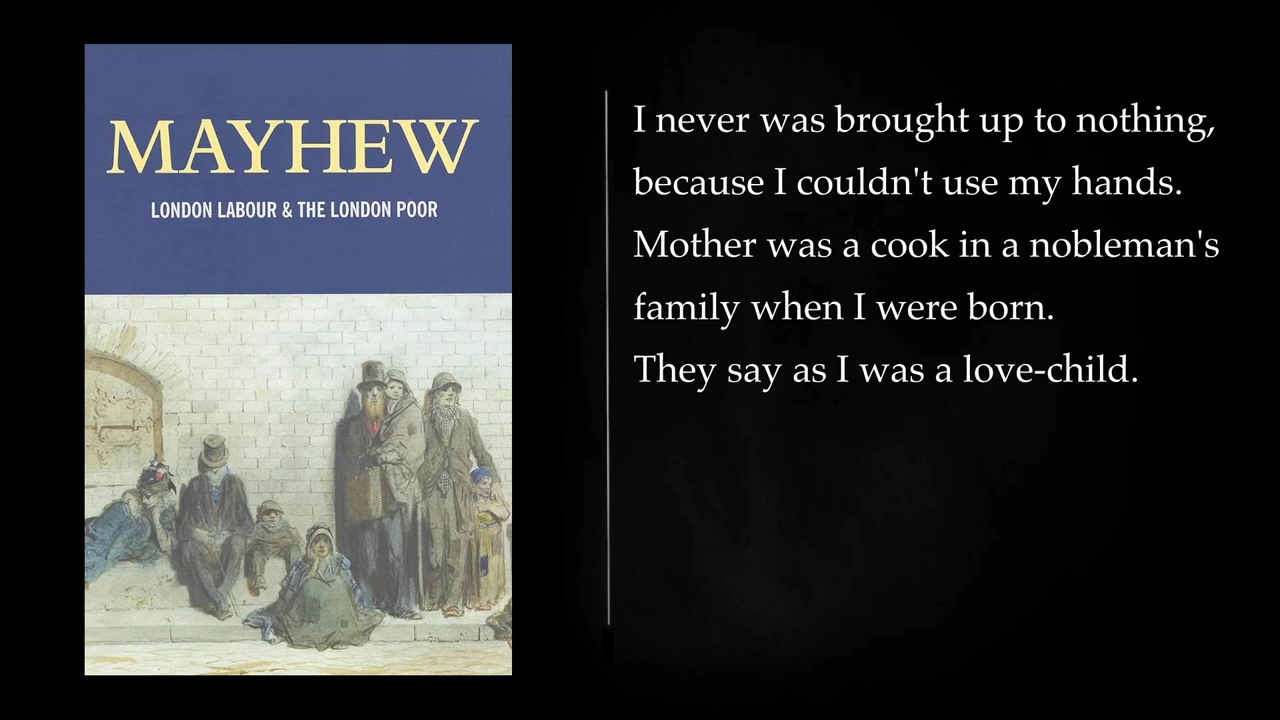 MAYHEW
LONDON LABOUR & THE LONDON POOR
I never was brought up to nothing,
because I couldn't use my hands.
Mother was a cook in a nobleman's
family when I were born.
They say as I was a love-child.